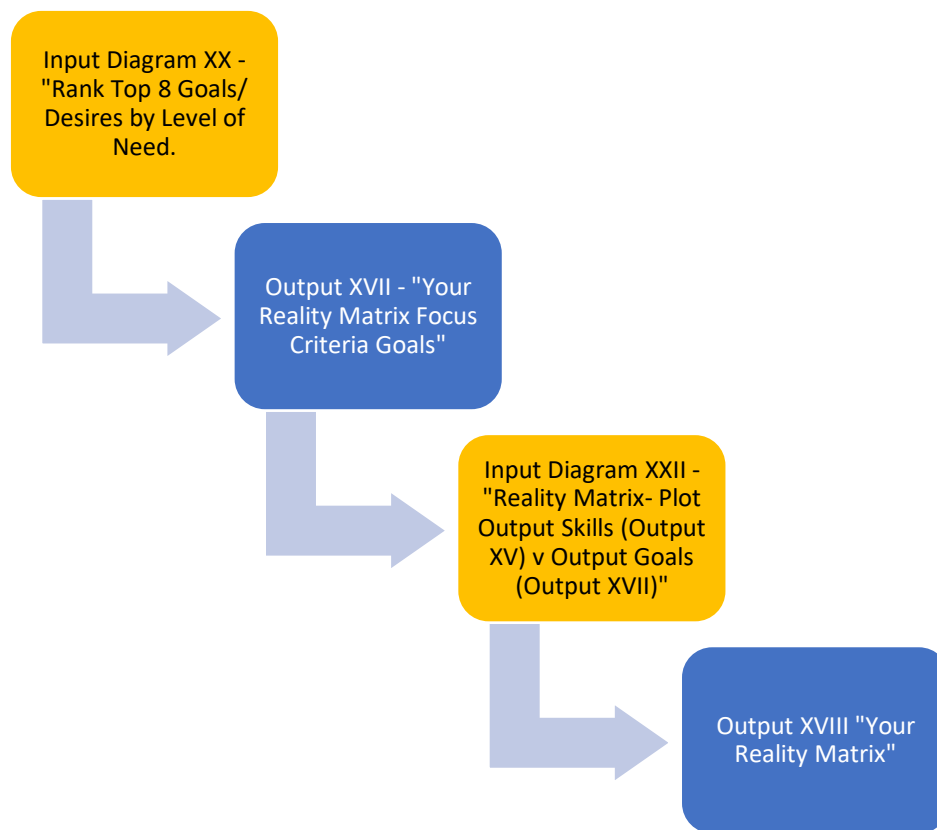 Input Diagram XX -
"Rank Top 8 Goals/
Desires by Level of
Need.
Output XVII - "Your
Reality Matrix Focus
Criteria Goals"
Input Diagram XXII -
"Reality Matrix- Plot
Output Skills (Output
XV) v Output Goals
(Output XVII)"
Output XVIII "Your
Reality Matrix"